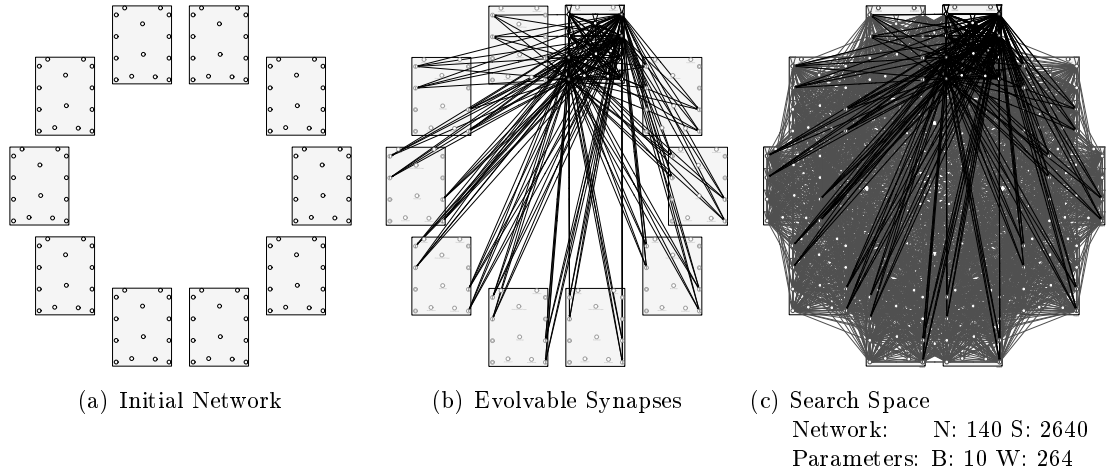 (a) Initial Network
(b) Evolvable Synapses
(c) Search Space
Network: N: 140 S: 2640
Parameters: B: 10 W: 264